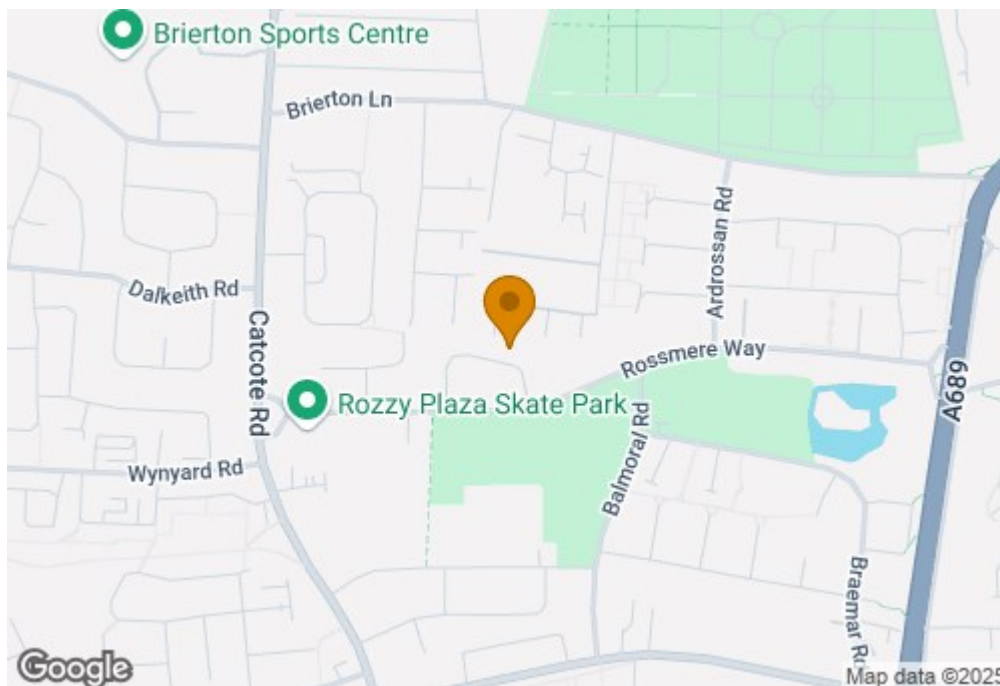 Brierton Sports Centre
Brierton Ln
Ardrossan Rd
Dalkeith Rd
Catcote Rd
Rossmere Way
A689
Rozzy Plaza Skate Park
Balmoral Rd
Wynyard Rd
Braemar Rd
Google
Map data ©2025